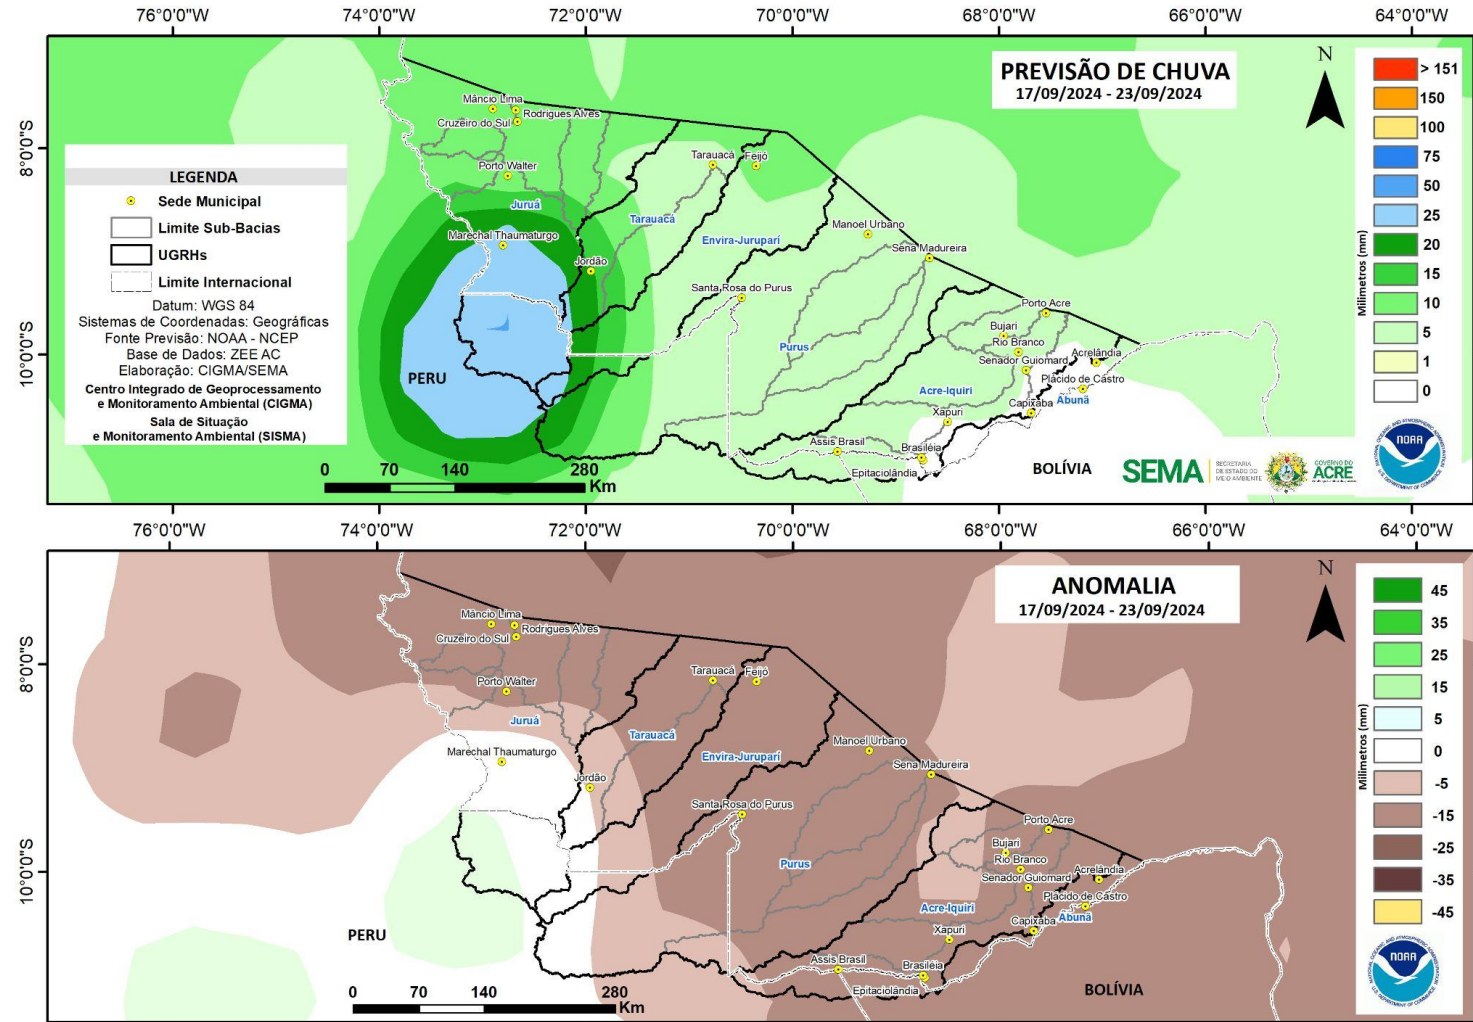 76°0'0"W 74°0'0"W 72°0'0"W 70°0'0"W 68°0'0"W 66°0'0"W 64°0'0"W
PREVISÃO DE CHUVA
17/09/2024 - 23/09/2024
N
> 151
150
100
75
50
25
20
15
10
5
1
0
Milimetros (mm)
8°0'0"S
10°0'0"S
LEGENDA
Sede Municipal
Limite Sub-Bacias
UGRHs
Limite Internacional
Datum: WGS 84
Sistemas de Coordenadas: Geográficas
Fonte Previsão: NOAA - NCEP
Base de Dados: ZEE AC
Elaboração: CIGMA/SEMA
Centro Integrado de Geoprocessamento
e Monitoramento Ambiental (CIGMA)
Sala de Situação
e Monitoramento Ambiental (SISMA)
Mâncio Lima
Rodrigues Alves
Cruzeiro do Sul
Porto Walter
Juruá
Marechal Thaumaturgo
Jordão
Tarauacá
Feijó
Tarauacá
Envira-Jurupari
Manoel Urbano
Sena Madureira
Santa Rosa do Purus
Purus
Porto Acre
Bujari
Rio Branco
Senador Guiomard
Acrelândia
Plácido de Castro
Acre-Iquiri
Abunã
Capixaba
Xapuri
Assis Brasil
Brasiléia
Epitaciolândia
PERU
BOLÍVIA
0 70 140 280
Km
SEMA
SECRETARIA
DE ESTADO DO
MEIO AMBIENTE
GOVERNO DO
ACRE
NOAA
76°0'0"W 74°0'0"W 72°0'0"W 70°0'0"W 68°0'0"W 66°0'0"W 64°0'0"W
ANOMALIA
17/09/2024 - 23/09/2024
N
45
35
25
15
5
0
-5
-15
-25
-35
-45
Milimetros (mm)
8°0'0"S
10°0'0"S
Mâncio Lima
Rodrigues Alves
Cruzeiro do Sul
Porto Walter
Juruá
Marechal Thaumaturgo
Jordão
Tarauacá
Feijó
Tarauacá
Envira-Jurupari
Manoel Urbano
Sena Madureira
Santa Rosa do Purus
Purus
Porto Acre
Bujari
Rio Branco
Senador Guiomard
Acrelândia
Plácido de Castro
Acre-Iquiri
Abunã
Capixaba
Xapuri
Assis Brasil
Brasiléia
Epitaciolândia
PERU
BOLÍVIA
0 70 140 280
Km
NOAA